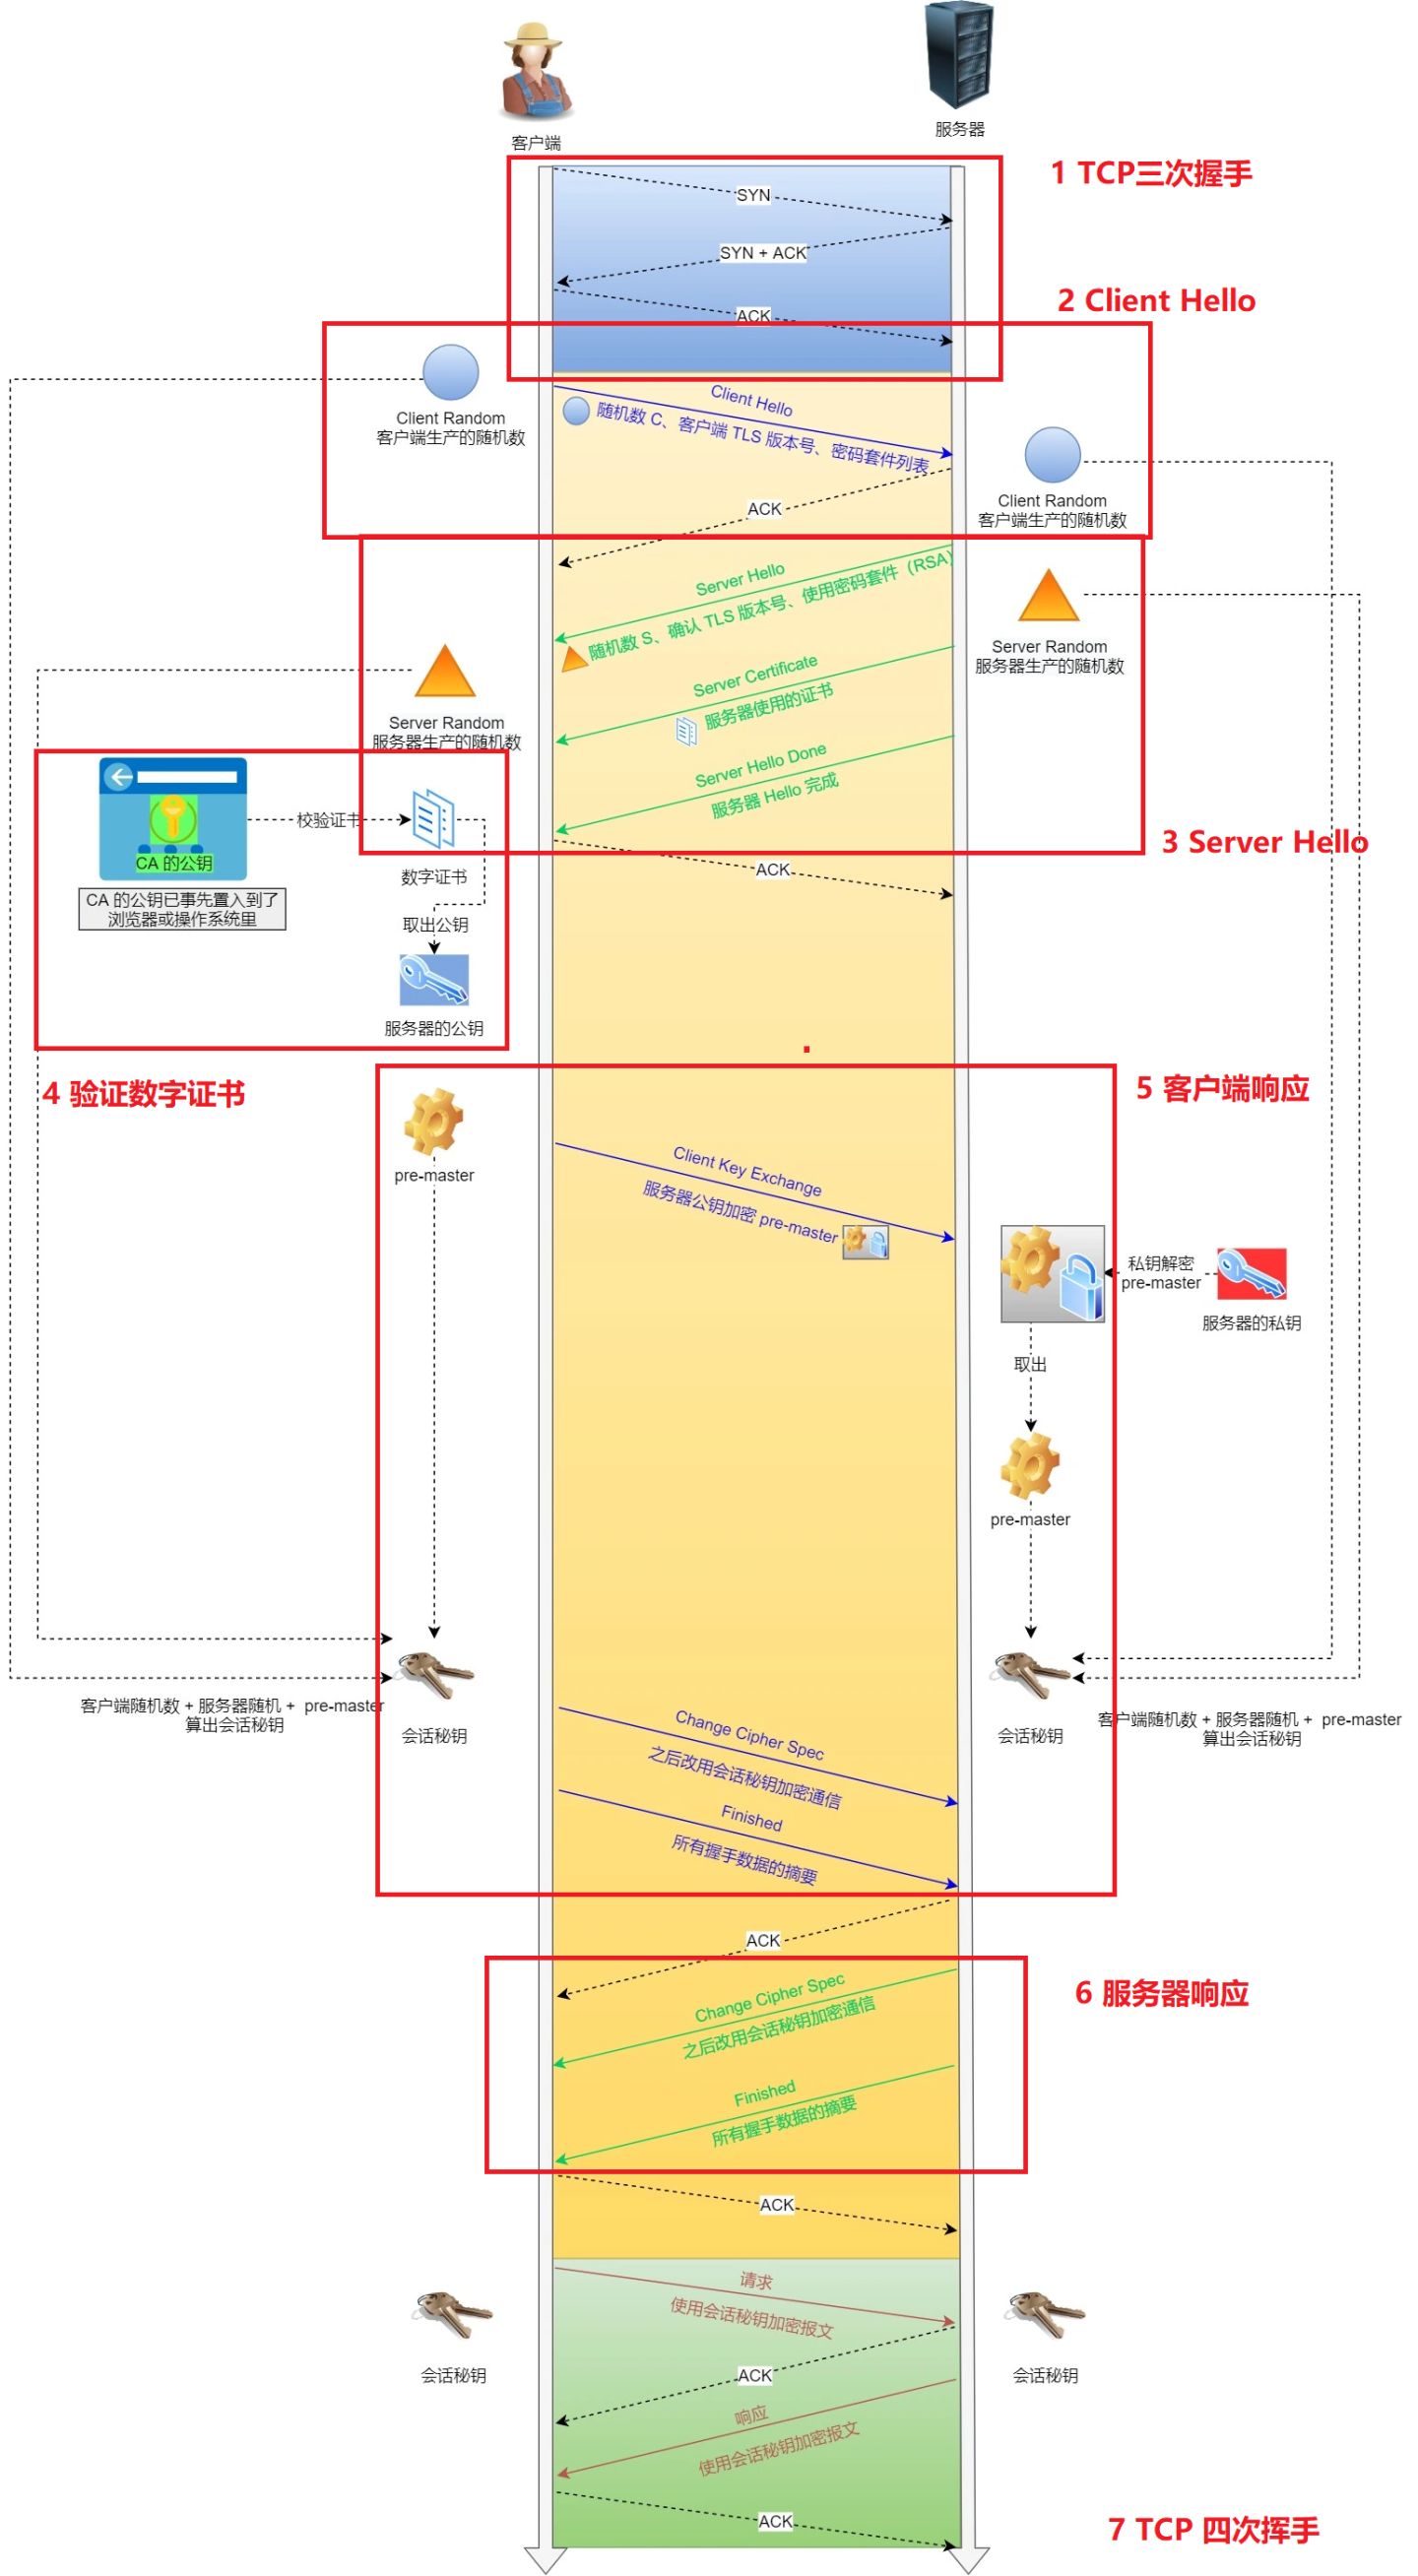 客户端
服务器
1 TCP三次握手
SYN
SYN + ACK
2 Client Hello
ACK
Client Random
客户端生产的随机数
Client Hello
随机数 C、客户端 TLS 版本号、密码套件列表
Client Random
客户端生产的随机数
ACK
Server Hello
随机数 S、确认 TLS 版本号、使用密码套件（RSA）
Server Random
服务器生产的随机数
Server Certificate
服务器使用的证书
Server Random
服务器生产的随机数
Server Hello Done
服务器 Hello 完成
3 Server Hello
校验证书
CA 的公钥
CA 的公钥已事先置入到了
浏览器或操作系统里
数字证书
ACK
取出公钥
服务器的公钥
4 验证数字证书
5 客户端响应
pre-master
Client Key Exchange
服务器公钥加密 pre-master
私钥解密
pre-master
服务器的私钥
取出
pre-master
客户端随机数 + 服务器随机 + pre-master
算出会话秘钥
会话秘钥
会话秘钥
客户端随机数 + 服务器随机 + pre-master
算出会话秘钥
Change Cipher Spec
之后改用会话秘钥加密通信
Finished
所有握手数据的摘要
ACK
6 服务器响应
Change Cipher Spec
之后改用会话秘钥加密通信
Finished
所有握手数据的摘要
ACK
请求
使用会话秘钥加密报文
会话秘钥
ACK
会话秘钥
响应
使用会话秘钥加密报文
ACK
7 TCP 四次挥手